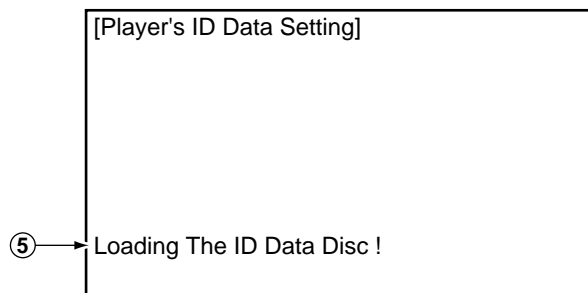 [Player's ID Data Setting]
5 Loading The ID Data Disc !